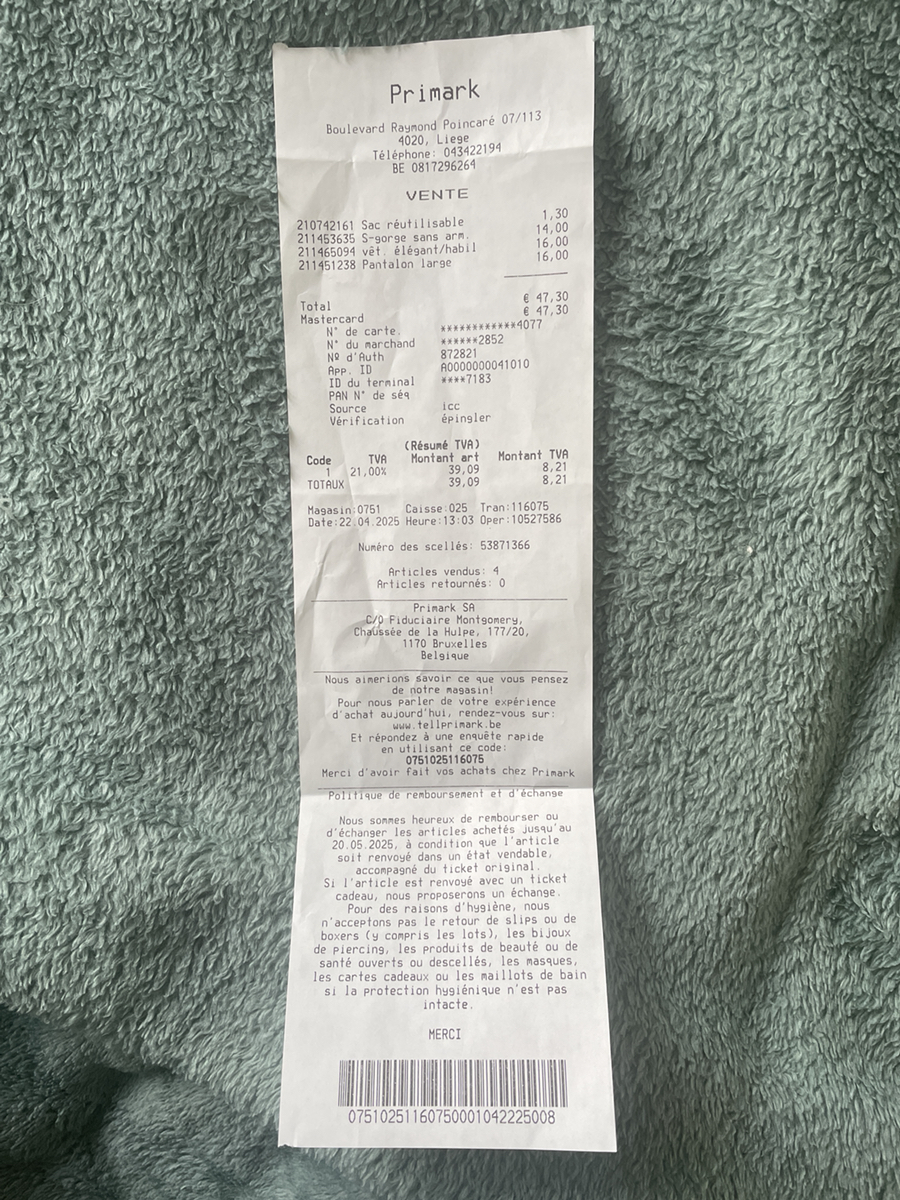 Primark
Boulevard Raymond Poincaré 07/113
4020, Liege
Téléphone: 043422194
BE 0817296264
VENTE
210742161 Sac réutilisable 1,30
211453635 S-gorge sans arm. 14,00
211465094 vêt. élégant/habil 16,00
211451238 Pantalon large 16,00
Total € 47,30
Mastercard € 47,30
N° de carte. ************4077
N° du marchand ******2852
Nº d'Auth 872821
App. ID A0000000041010
ID du terminal ****7183
PAN N° de séq
Source icc
Vérification épingler
(Résumé TVA)
Code TVA Montant art Montant TVA
1 21,00% 39,09 8,21
TOTAUX 39,09 8,21
Magasin:0751 Caisse:025 Tran:116075
Date:22.04.2025 Heure:13:03 Oper:10527586
Numéro des scellés: 53871366
Articles vendus: 4
Articles retournés: 0
Primark SA
C/O Fiduciaire Montgomery,
Chaussée de la Hulpe, 177/20,
1170 Bruxelles
Belgique
Nous aimerions savoir ce que vous pensez
de notre magasin!
Pour nous parler de votre expérience
d'achat aujourd'hui, rendez-vous sur:
www.tellprimark.be
Et répondez à une enquête rapide
en utilisant ce code:
0751025116075
Merci d'avoir fait vos achats chez Primark
Politique de remboursement et d'échange
Nous sommes heureux de rembourser ou
d'échanger les articles achetés jusqu'au
20.05.2025, à condition que l'article
soit renvoyé dans un état vendable,
accompagné du ticket original.
Si l'article est renvoyé avec un ticket
cadeau, nous proposerons un échange.
Pour des raisons d'hygiène, nous
n'acceptons pas le retour de slips ou de
boxers (y compris les lots), les bijoux
de piercing, les produits de beauté ou de
santé ouverts ou descellés, les masques,
les cartes cadeaux ou les maillots de bain
si la protection hygiénique n'est pas
intacte.
MERCI
07510251160750001042225008